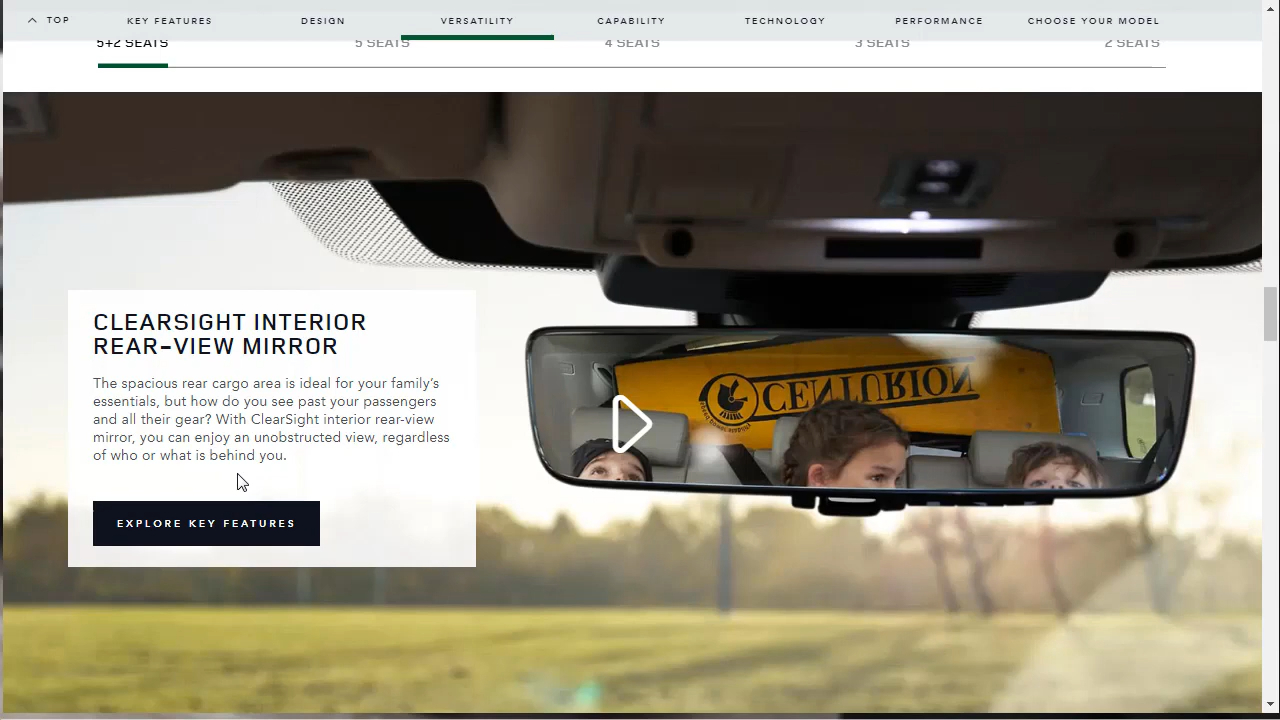 TOP
KEY FEATURES
DESIGN
VERSATILITY
CAPABILITY
TECHNOLOGY
PERFORMANCE
CHOOSE YOUR MODEL
5+2 SEATS
5 SEATS
4 SEATS
3 SEATS
2 SEATS
CLEARSIGHT INTERIOR
REAR-VIEW MIRROR
The spacious rear cargo area is ideal for your family's
essentials, but how do you see past your passengers
and all their gear? With ClearSight interior rear-view
mirror, you can enjoy an unobstructed view, regardless
of who or what is behind you.
EXPLORE KEY FEATURES
CENTURION